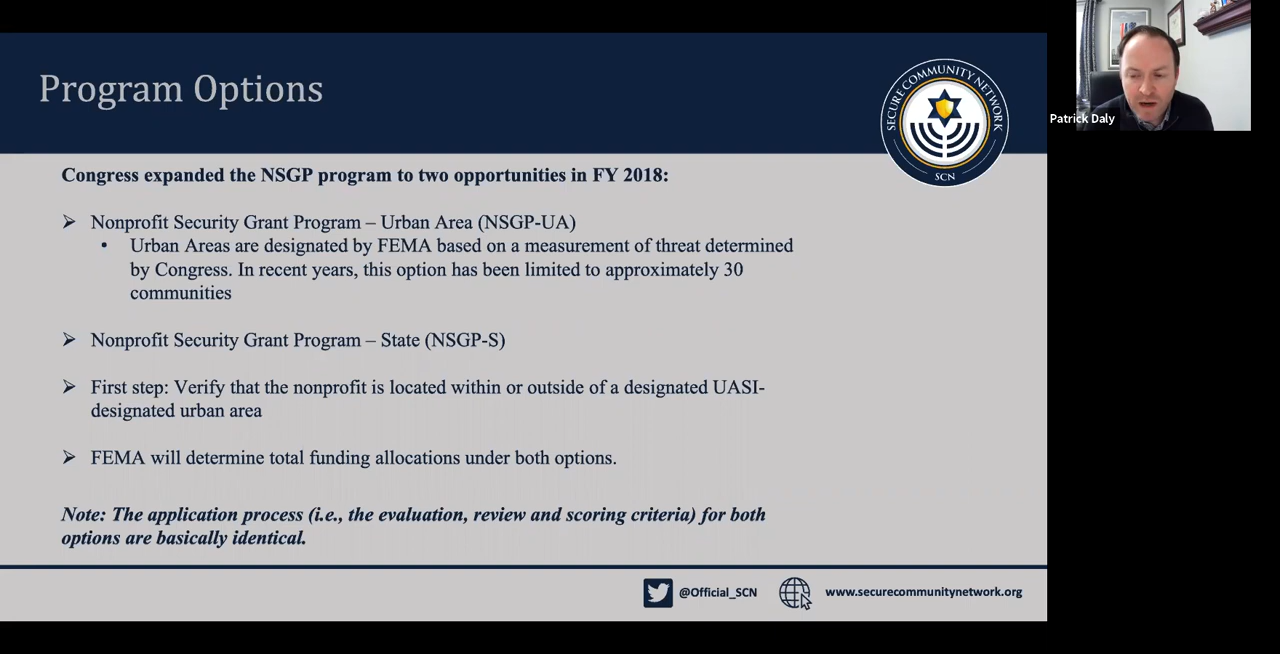 Program Options
SECURE COMMUNITY NETWORK
SCN
Patrick Daly
Congress expanded the NSGP program to two opportunities in FY 2018:
➢ Nonprofit Security Grant Program – Urban Area (NSGP-UA)
• Urban Areas are designated by FEMA based on a measurement of threat determined
by Congress. In recent years, this option has been limited to approximately 30
communities
➢ Nonprofit Security Grant Program – State (NSGP-S)
➢ First step: Verify that the nonprofit is located within or outside of a designated UASI-
designated urban area
➢ FEMA will determine total funding allocations under both options.
Note: The application process (i.e., the evaluation, review and scoring criteria) for both
options are basically identical.
@Official_SCN
www.securecommunitynetwork.org